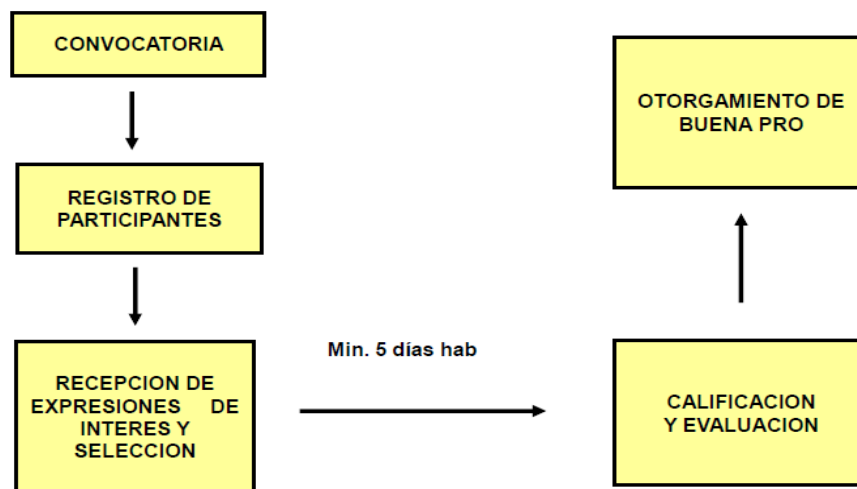 CONVOCATORIA
REGISTRO DE
PARTICIPANTES
RECEPCION DE
EXPRESIONES DE
INTERES Y
SELECCION
Min. 5 días hab
CALIFICACION
Y EVALUACION
OTORGAMIENTO DE
BUENA PRO